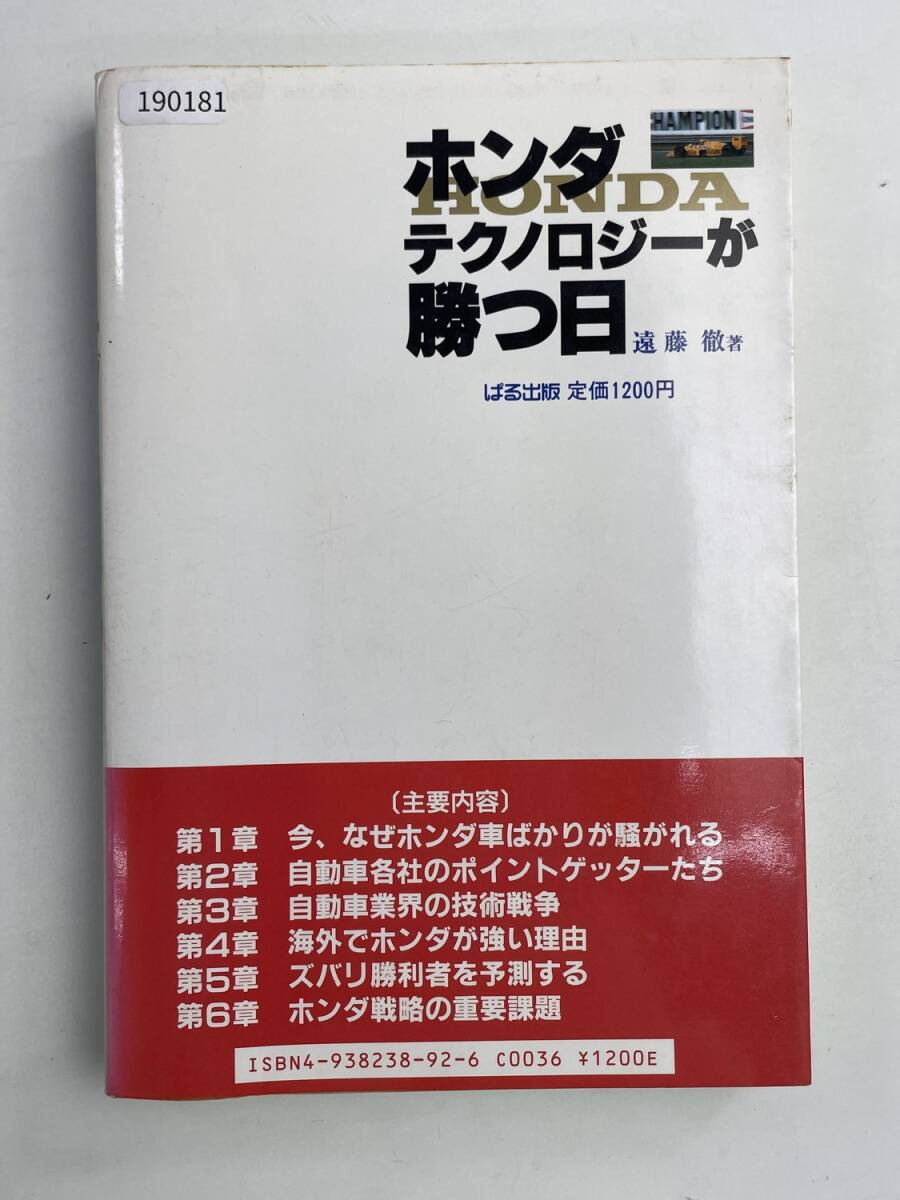 190181
HAMPION
ホンダ
HONDA
テクノロジーが
勝つ日 遠藤 徹著
ぱる出版 定価1200円
〔主要内容〕
第1章 今、なぜホンダ車ばかりが騒がれる
第2章 自動車各社のポイントゲッターたち
第3章 自動車業界の技術戦争
第4章 海外でホンダが強い理由
第5章 ズバリ勝利者を予測する
第6章 ホンダ戦略の重要課題
ISBN4-938238-92-6 C0036 ¥1200E